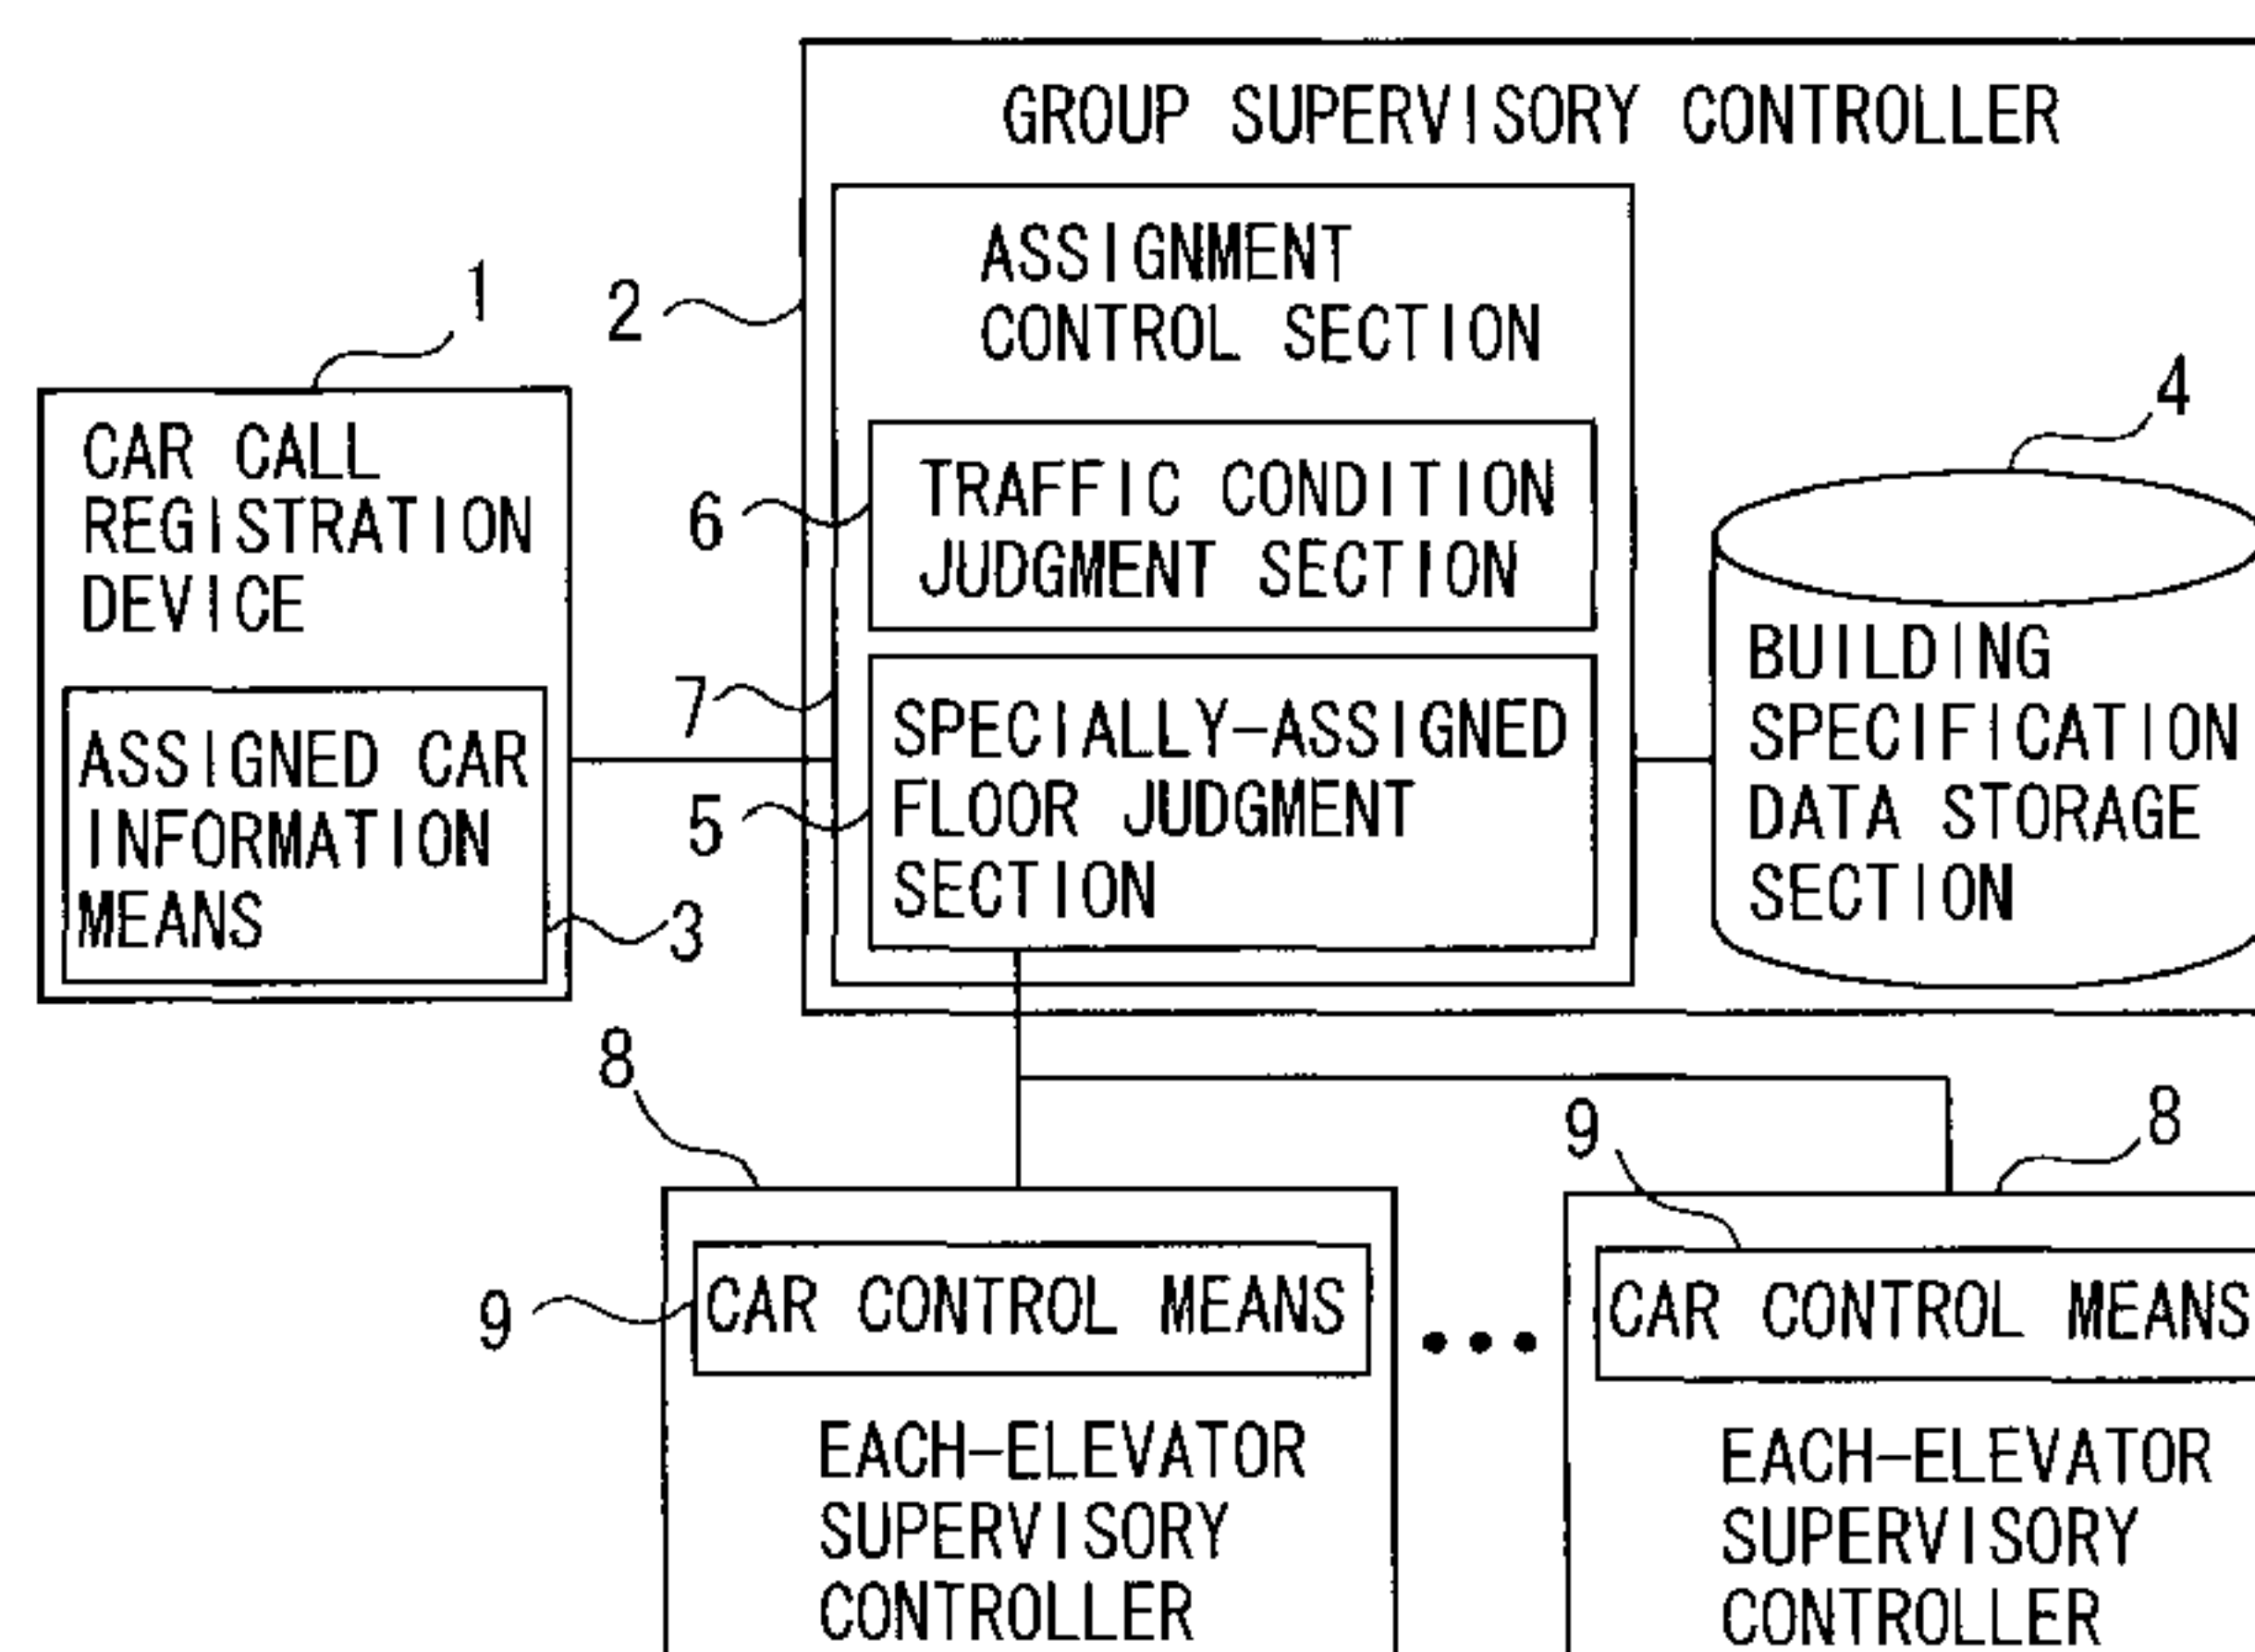 GROUP SUPERVISORY CONTROLLER
ASSIGNMENT
CONTROL SECTION
1
2
4
CAR CALL
REGISTRATION
DEVICE
6
TRAFFIC CONDITION
JUDGMENT SECTION
BUILDING
SPECIFICATION
DATA STORAGE
SECTION
7
SPECIALLY-ASSIGNED
FLOOR JUDGMENT
SECTION
5
ASSIGNED CAR
INFORMATION
MEANS
3
8
8
9
9
CAR CONTROL MEANS
CAR CONTROL MEANS
EACH-ELEVATOR
SUPERVISORY
CONTROLLER
EACH-ELEVATOR
SUPERVISORY
CONTROLLER